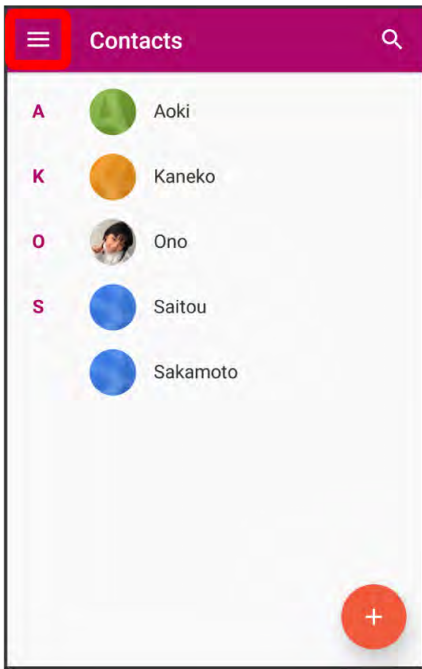 Contacts
A Aoki
K Kaneko
O Ono
S Saitou
Sakamoto